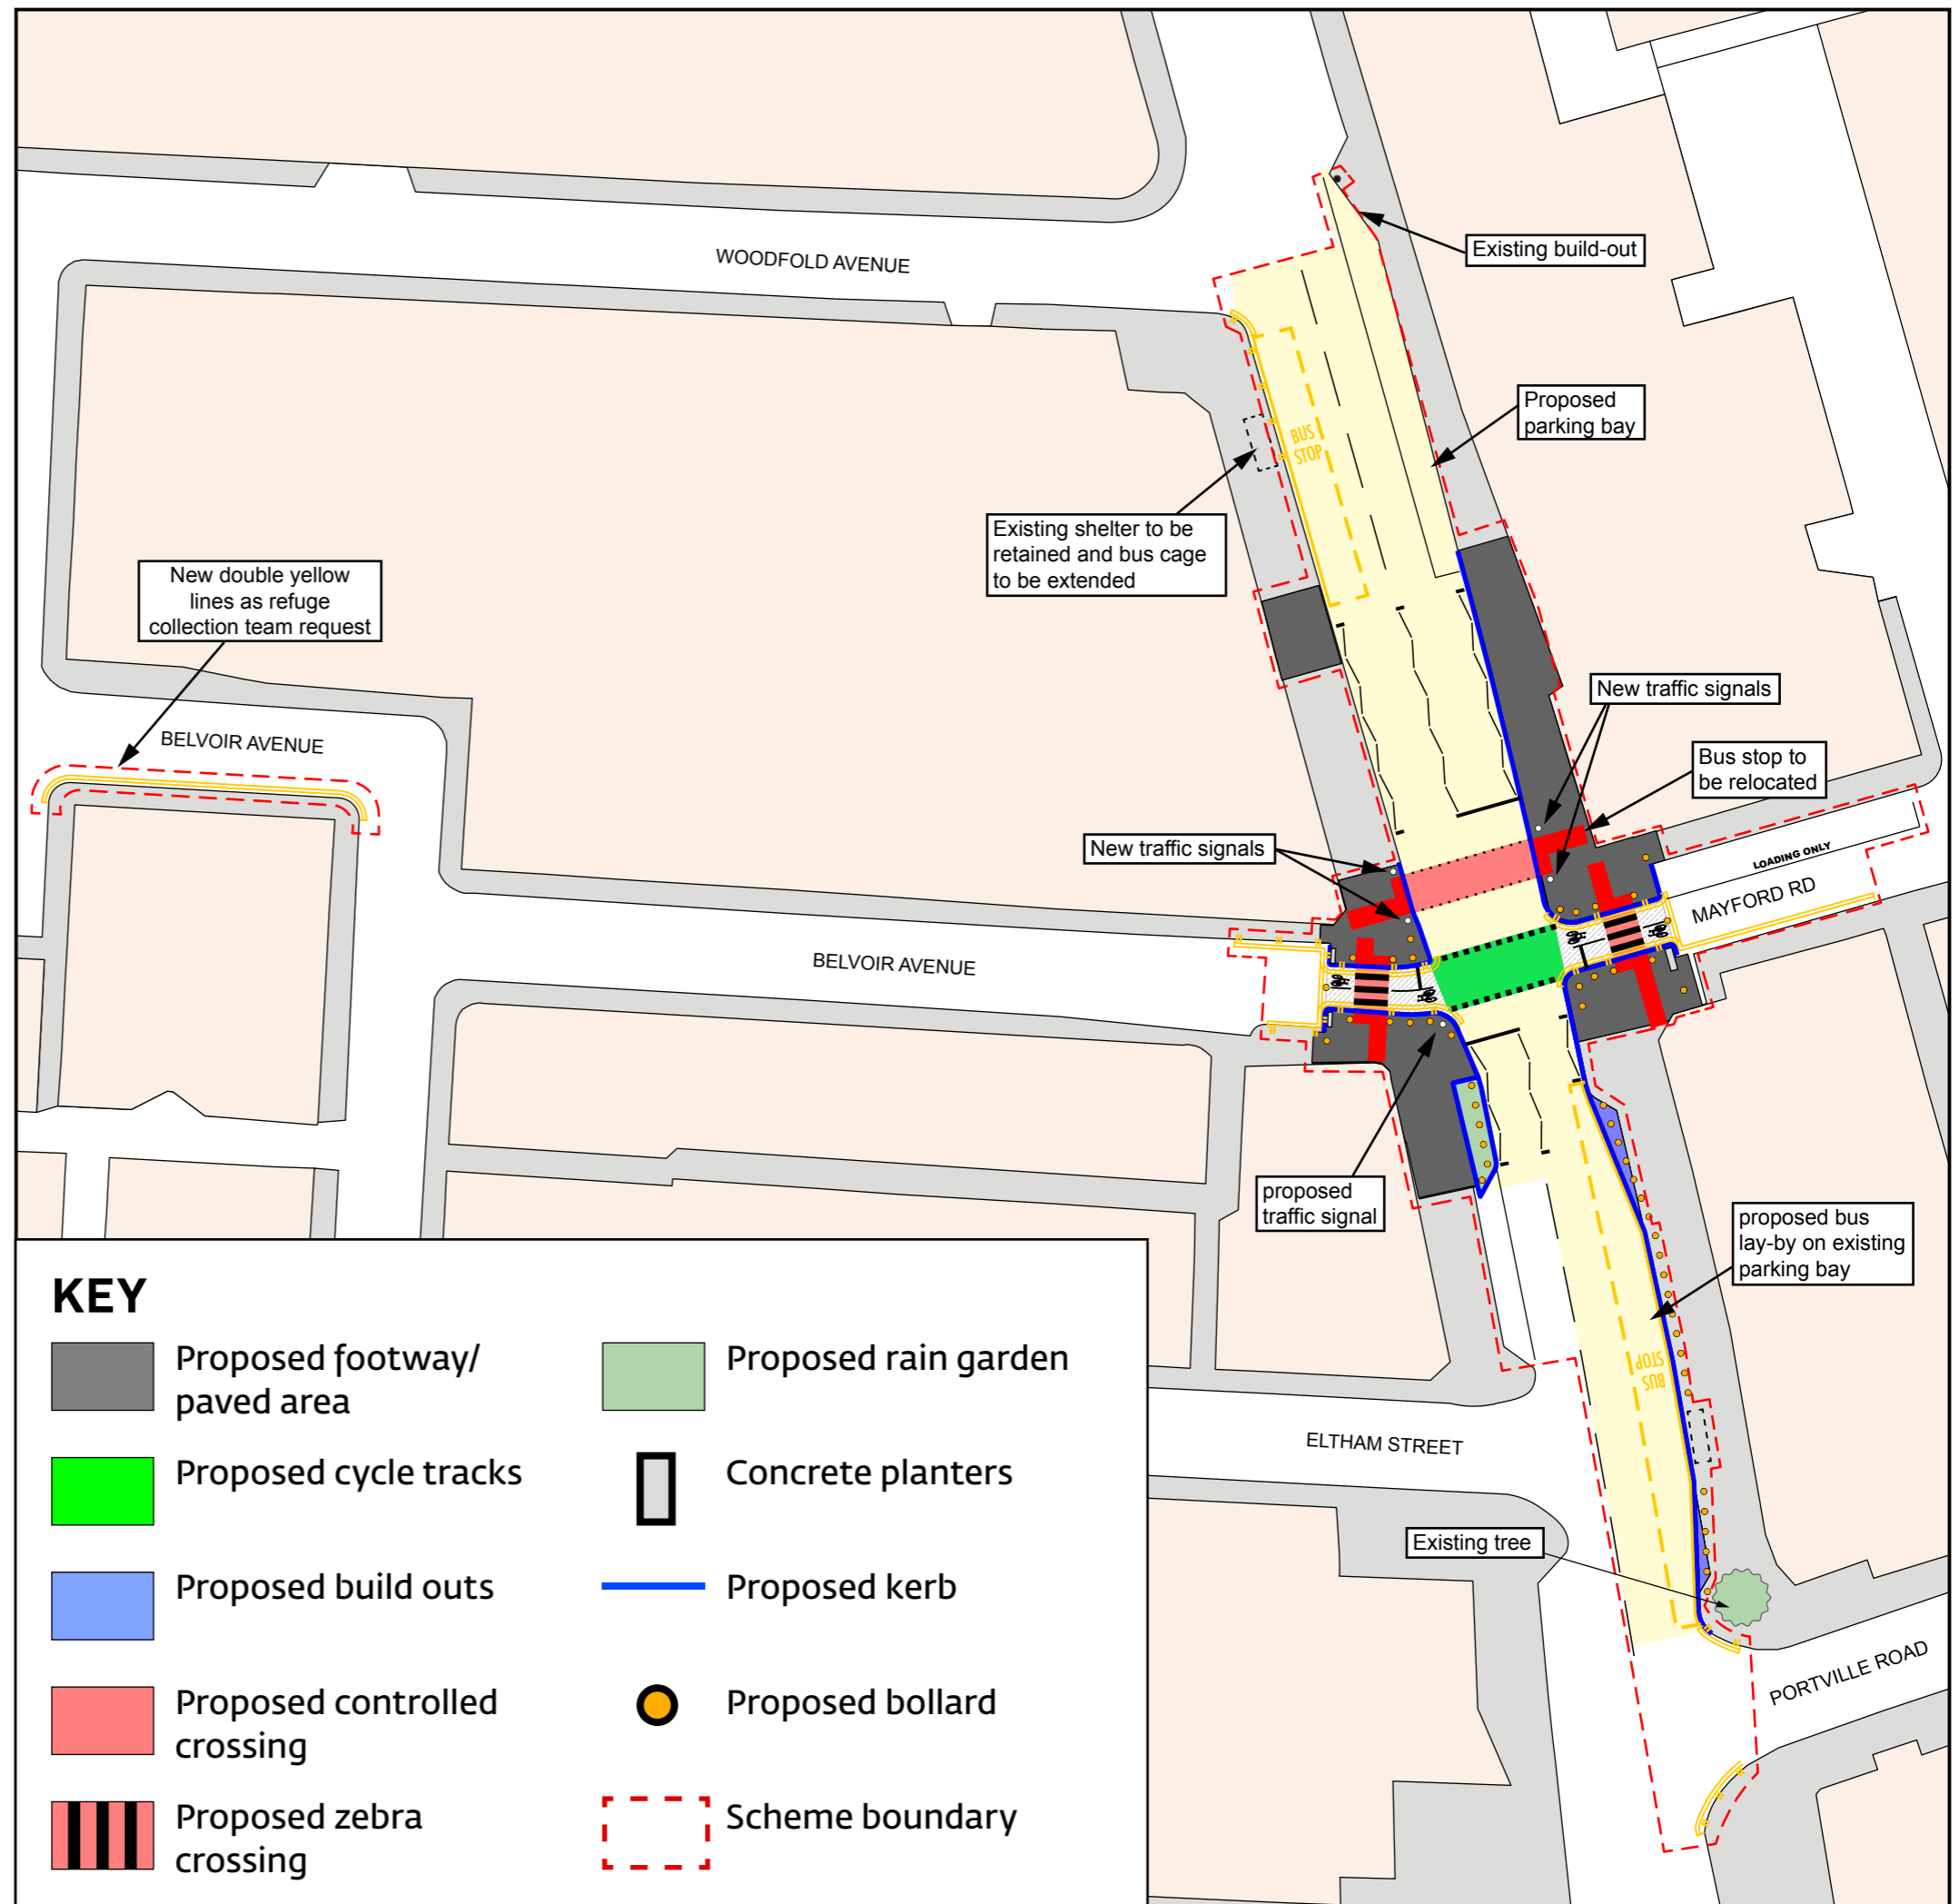 WOODFOLD AVENUE
Existing build-out
Proposed
parking bay
BUS
STOP
Existing shelter to be
retained and bus cage
to be extended
New double yellow
lines as refuge
collection team request
New traffic signals
BELVOIR AVENUE
Bus stop to
be relocated
New traffic signals
LOADING ONLY
MAYFORD RD
BELVOIR AVENUE
proposed
traffic signal
proposed bus
lay-by on existing
parking bay
BUS
STOP
ELTHAM STREET
Existing tree
PORTVILLE ROAD
KEY
Proposed footway/
paved area
Proposed cycle tracks
Proposed build outs
Proposed controlled
crossing
Proposed zebra
crossing
Proposed rain garden
Concrete planters
Proposed kerb
Proposed bollard
Scheme boundary